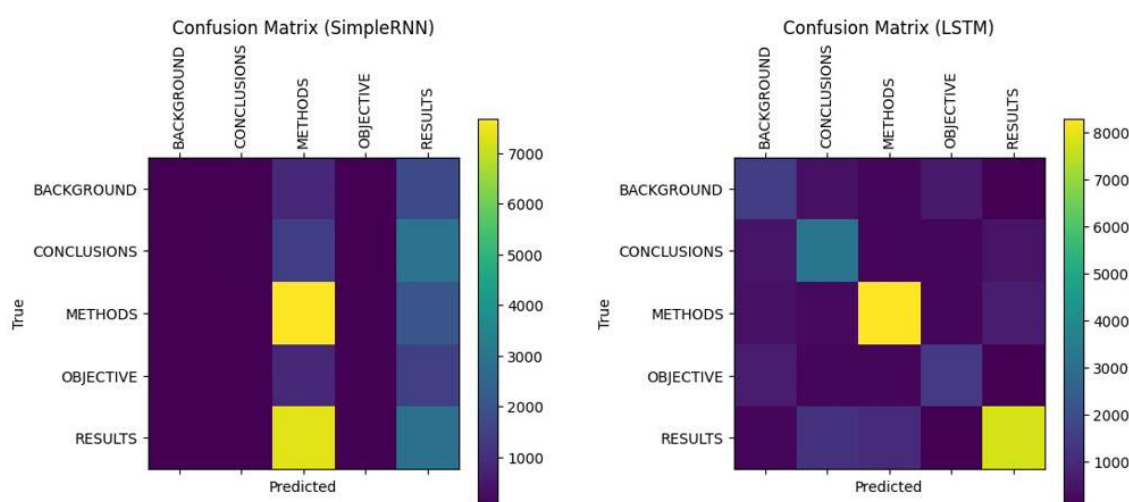 Confusion Matrix (SimpleRNN)
BACKGROUND
CONCLUSIONS
METHODS
OBJECTIVE
RESULTS
BACKGROUND
CONCLUSIONS
METHODS
OBJECTIVE
RESULTS
True
Predicted
7000
6000
5000
4000
3000
2000
1000
Confusion Matrix (LSTM)
BACKGROUND
CONCLUSIONS
METHODS
OBJECTIVE
RESULTS
BACKGROUND
CONCLUSIONS
METHODS
OBJECTIVE
RESULTS
True
Predicted
8000
7000
6000
5000
4000
3000
2000
1000